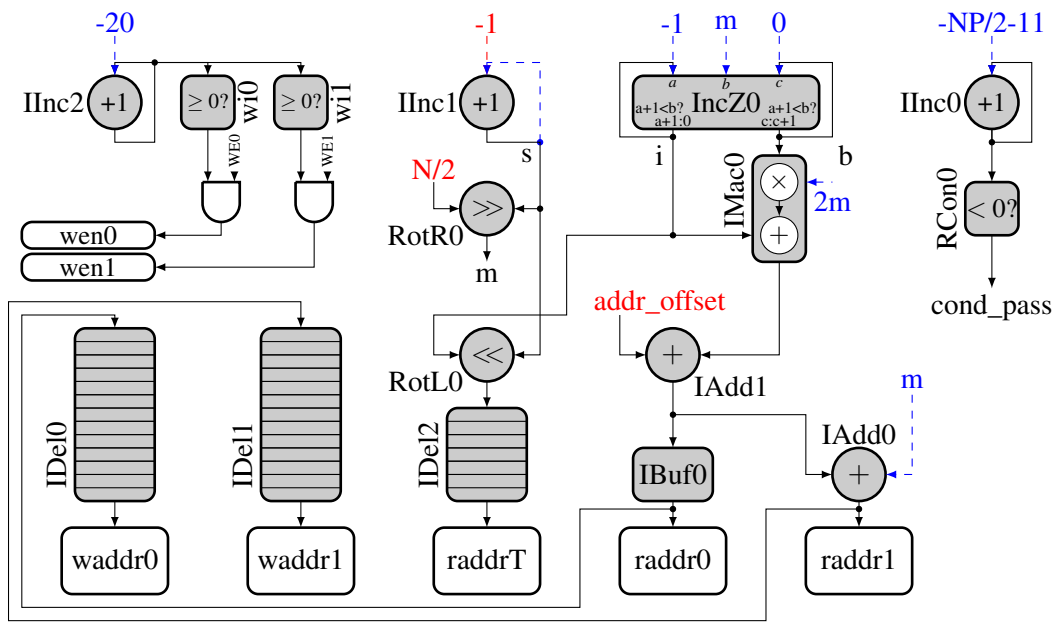 -20
-1
-1
m
0
-NP/2-11
IInc2
+1
≥ 0?
wi0
≥ 0?
wi1
IInc1
+1
a
b
c
IncZ0
a+1<b?
a+1:0
a+1<b?
c:c+1
IInc0
+1
WE0
WE1
s
i
b
N/2
>>
RotR0
m
IMac0
×
+
2m
RCon0
< 0?
cond_pass
wen0
wen1
addr_offset
<<
RotL0
+
IAdd1
m
IAdd0
+
IDel0
IDel1
IDel2
IBuf0
waddr0
waddr1
raddrT
raddr0
raddr1